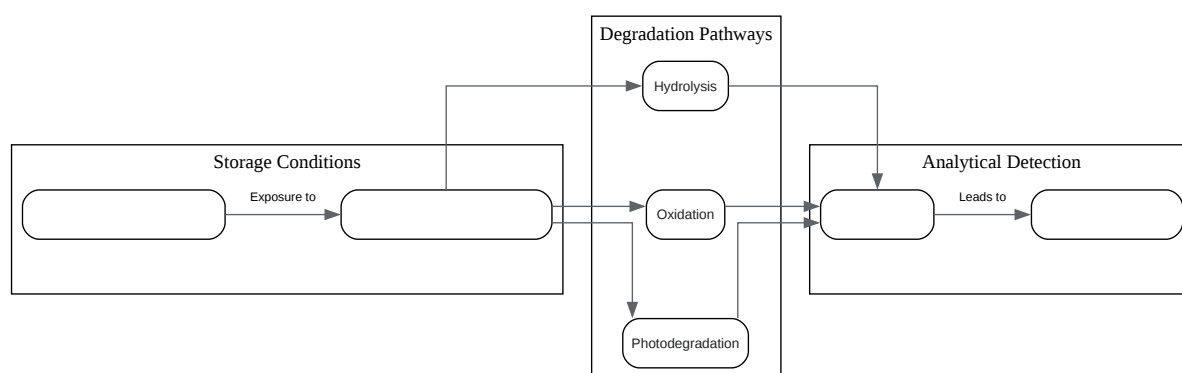 Degradation Pathways
Hydrolysis
Storage Conditions
Analytical Detection
Exposure to
Leads to
Oxidation
Photodegradation